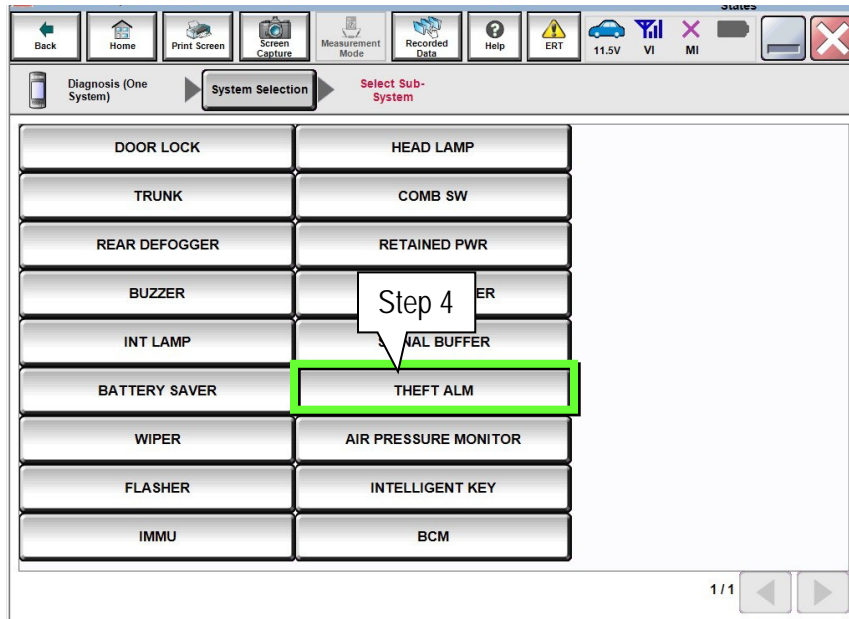 States
Back
Home
Print Screen
Screen
Capture
Measurement
Mode
Recorded
Data
Help
ERT
11.5V
VI
MI
Diagnosis (One
System)
System Selection
Select Sub-
System
DOOR LOCK
HEAD LAMP
TRUNK
COMB SW
REAR DEFOGGER
RETAINED PWR
BUZZER
ER
Step 4
INT LAMP
NAL BUFFER
BATTERY SAVER
THEFT ALM
WIPER
AIR PRESSURE MONITOR
FLASHER
INTELLIGENT KEY
IMMU
BCM
1/1